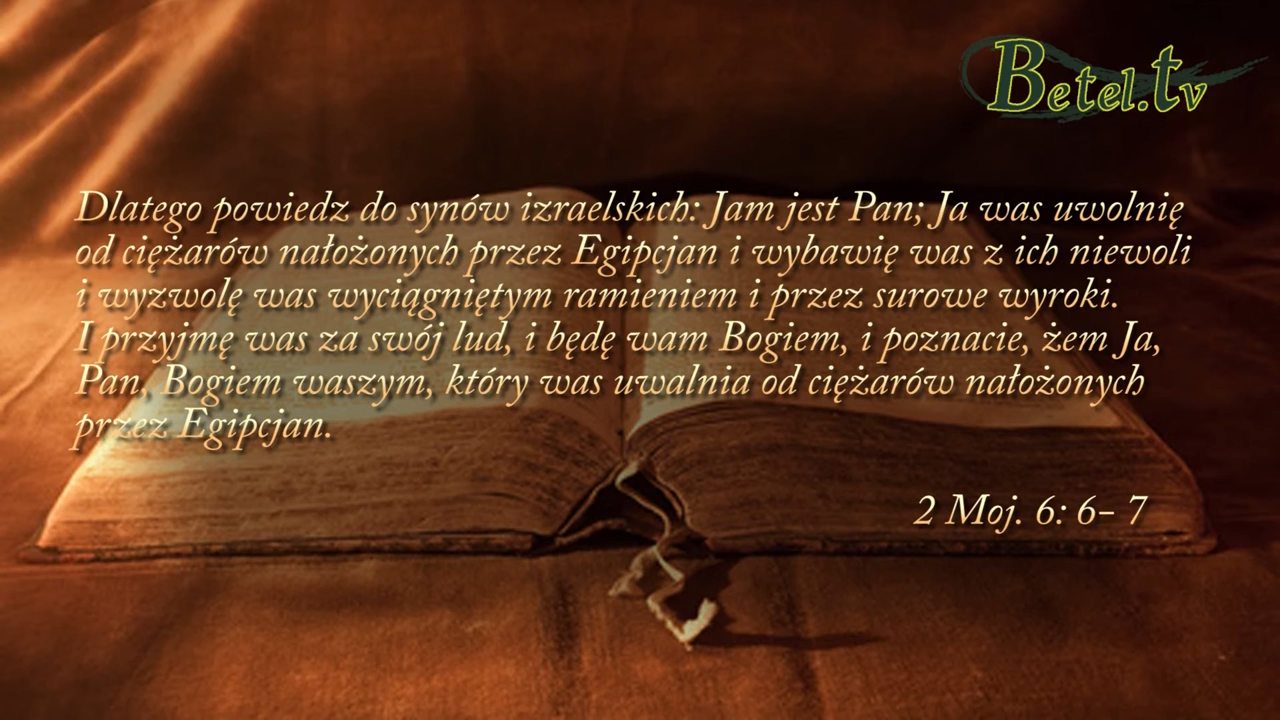 Betel.tv
Dlatego powiedz do synów izraelskich: Jam jest Pan; Ja was uwolnię
od ciężarów nałożonych przez Egipcjan i wybawię was z ich niewoli
i wyzwolę was wyciągniętym ramieniem i przez surowe wyroki.
I przyjmę was za swój lud, i będę wam Bogiem, i poznacie, żem Ja,
Pan, Bogiem waszym, który was uwalnia od ciężarów nałożonych
przez Egipcjan.
2 Moj. 6: 6- 7